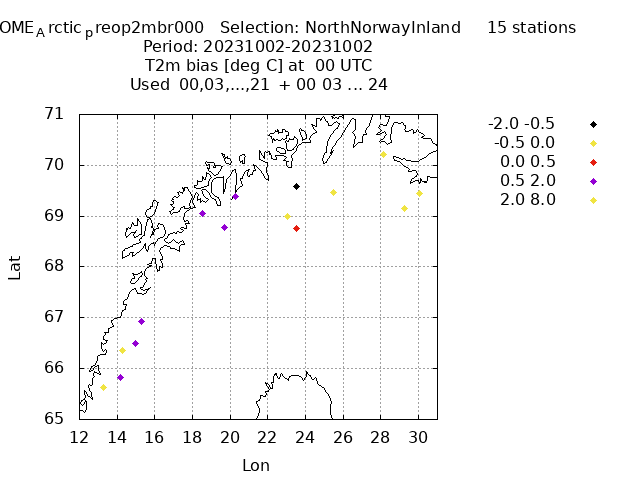 OME_A rctic_preop2mbr000 Selection: NorthNorwayInland 15 stations
Period: 20231002-20231002
T2m bias [deg C] at 00 UTC
Used 00,03,...,21 + 00 03 ... 24
-2.0 -0.5
-0.5 0.0
0.0 0.5
0.5 2.0
2.0 8.0
71
70
69
68
67
66
65
Lat
12 14 16 18 20 22 24 26 28 30
Lon